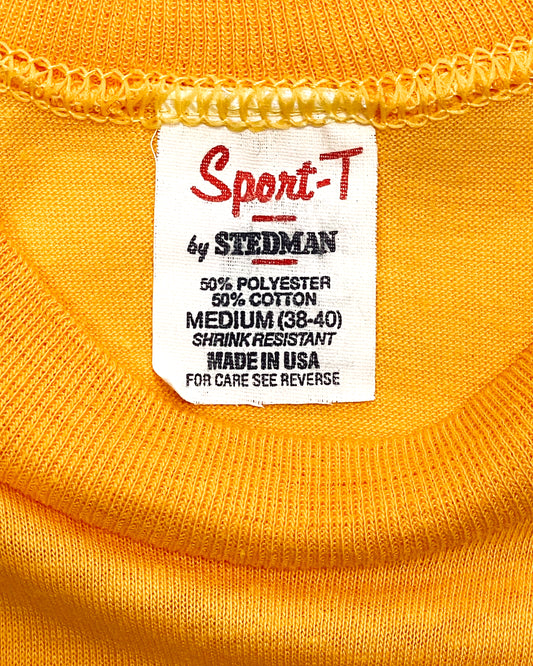 Sport-T
by STEDMAN
50% POLYESTER
50% COTTON
MEDIUM (38-40)
SHRINK RESISTANT
MADE IN USA
FOR CARE SEE REVERSE